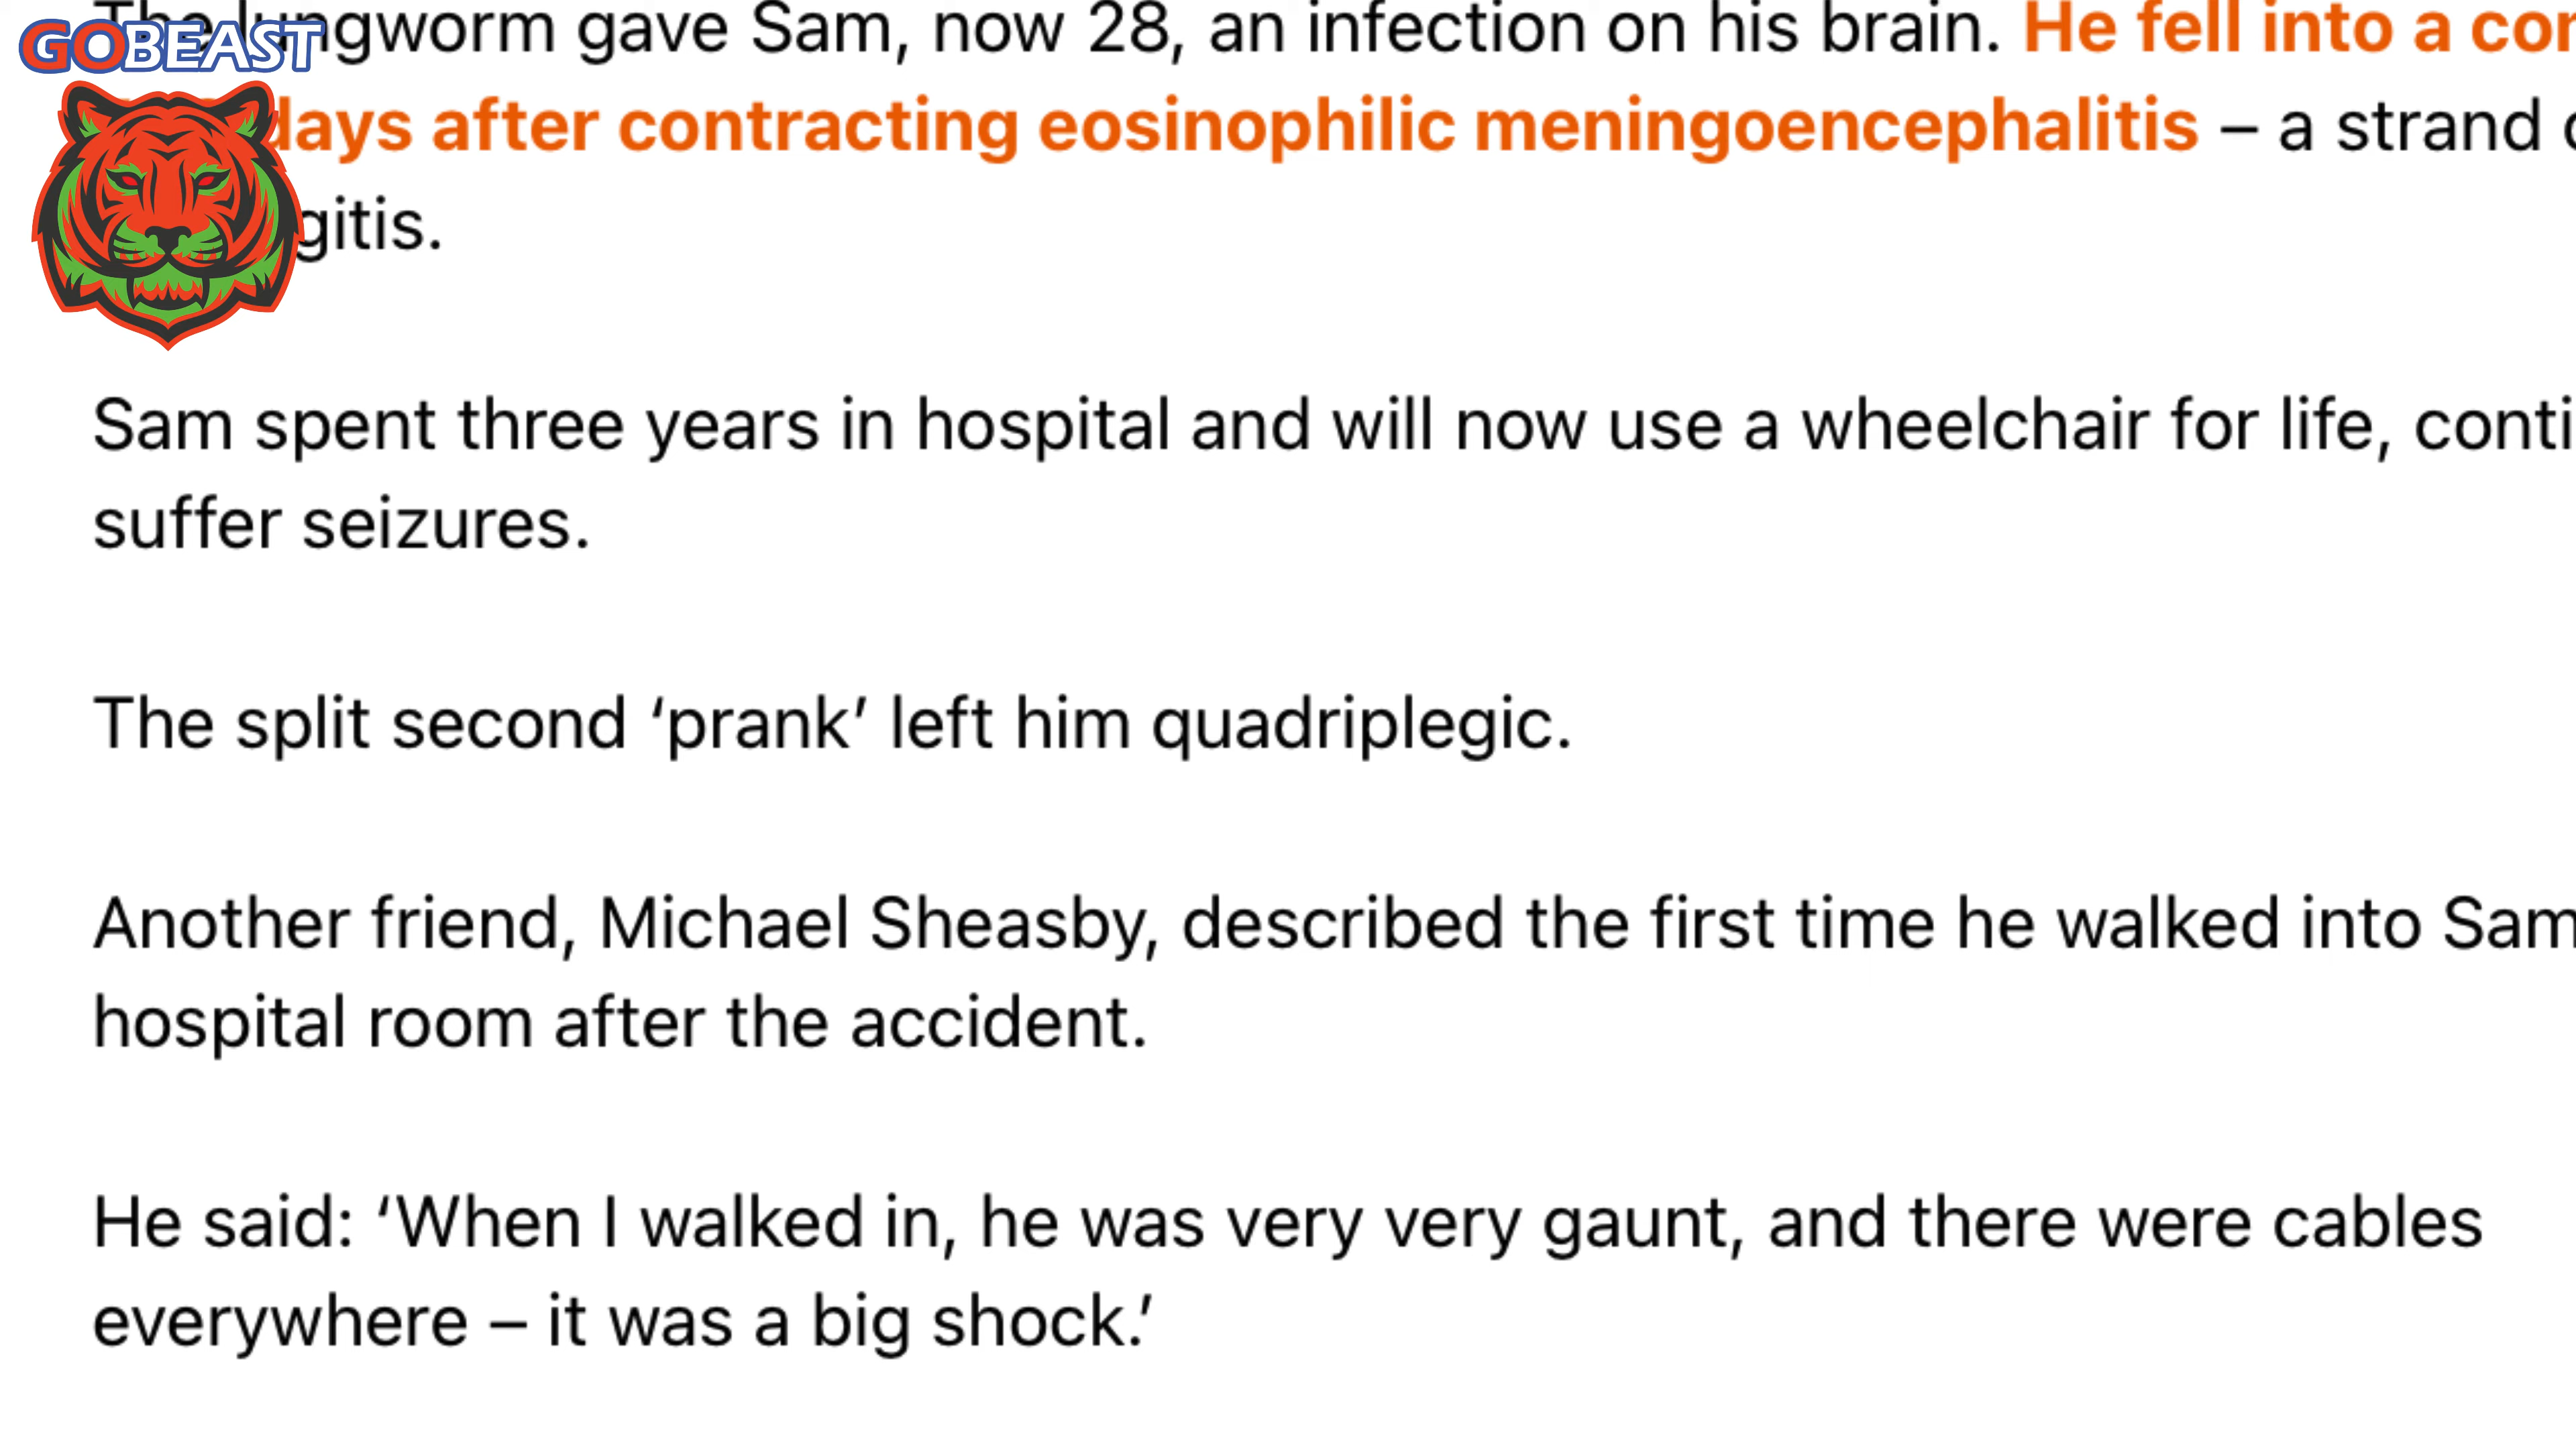 GOBEAST
The lungworm gave Sam, now 28, an infection on his brain. He fell into a
days after contracting eosinophilic meningoencephalitis – a strand
gitis.
Sam spent three years in hospital and will now use a wheelchair for life, conti
suffer seizures.
The split second ‘prank’ left him quadriplegic.
Another friend, Michael Sheasby, described the first time he walked into Sam
hospital room after the accident.
He said: ‘When I walked in, he was very very gaunt, and there were cables
everywhere – it was a big shock.’